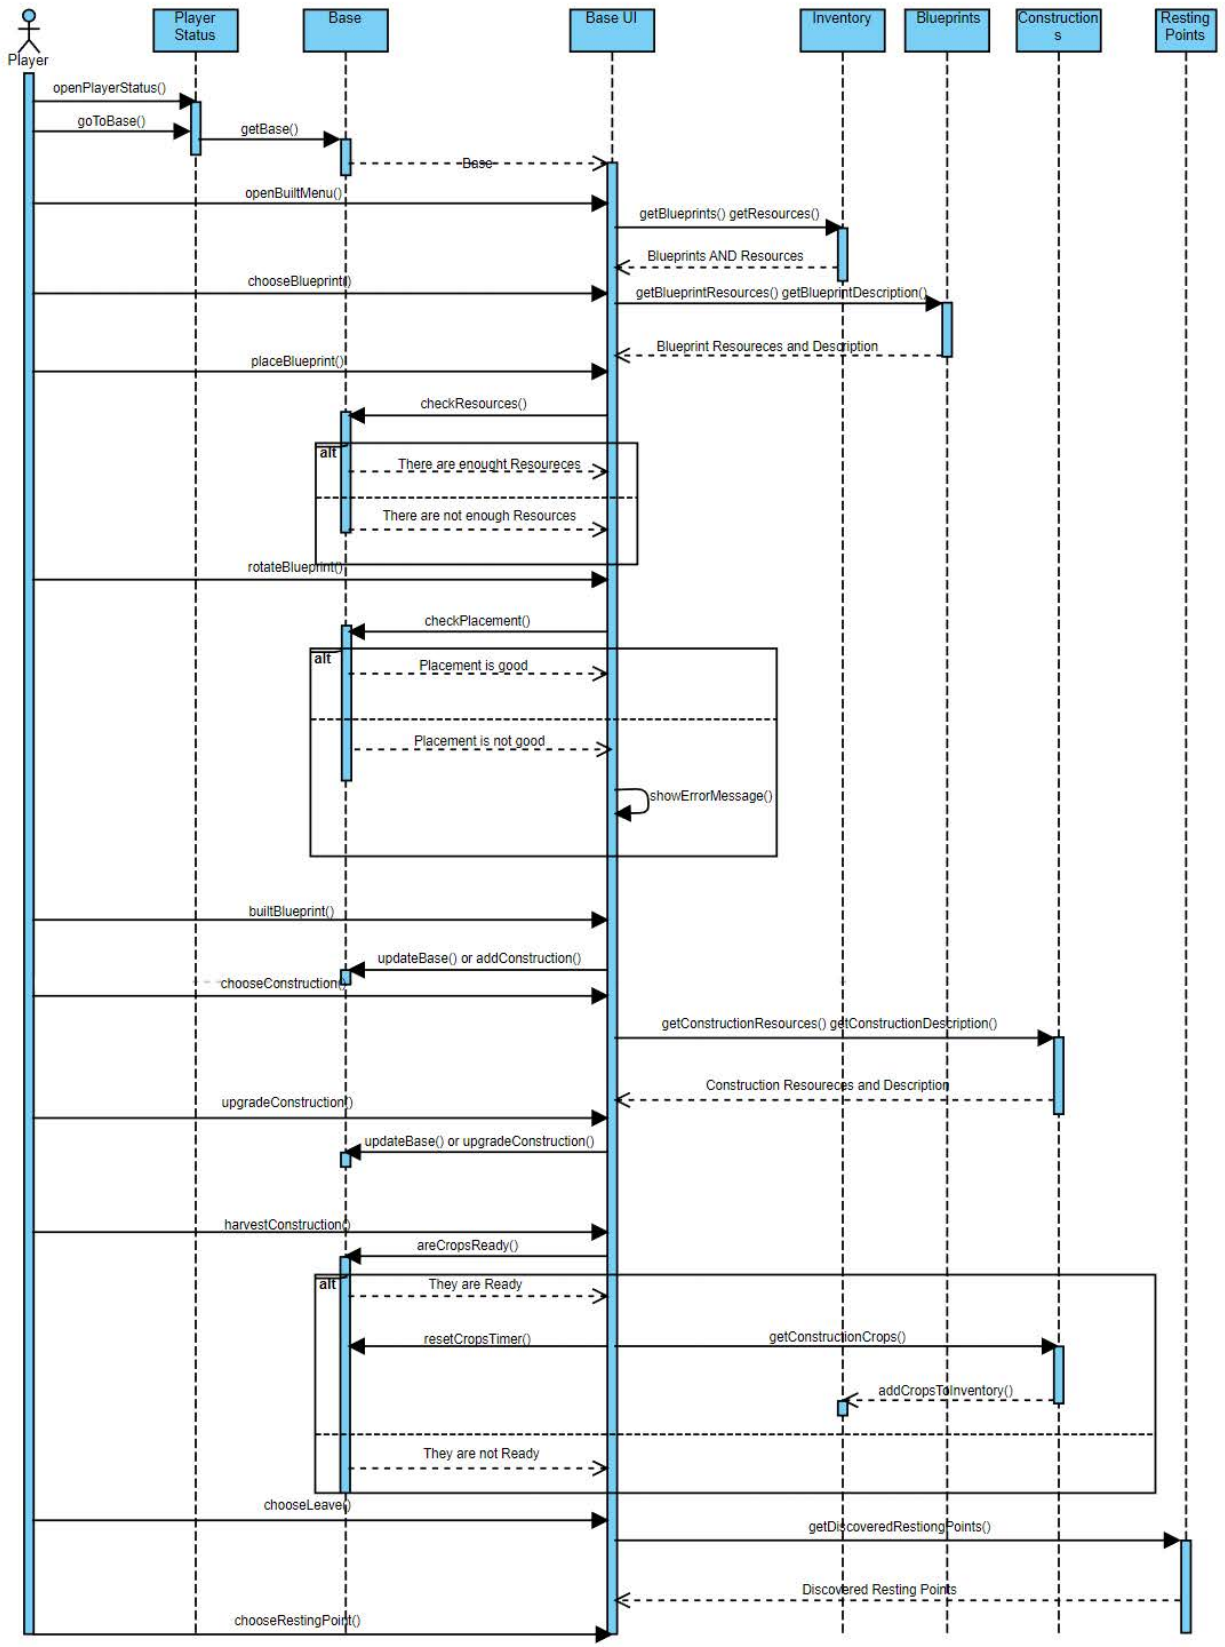 Player
Player
Status
Base
Base UI
Inventory
Blueprints
Construction
s
Resting
Points
openPlayerStatus()
goToBase()
getBase()
Base
openBuiltMenu()
getBlueprints() getResources()
Blueprints AND Resources
chooseBlueprint()
getBlueprintResources() getBlueprintDescription()
Blueprint Resoureces and Description
placeBlueprint()
checkResources()
alt
There are enought Resoureces
There are not enough Resources
rotateBlueprint()
checkPlacement()
alt
Placement is good
Placement is not good
showErrorMessage()
builtBlueprint()
updateBase() or addConstruction()
chooseConstruction()
getConstructionResources() getConstructionDescription()
Construction Resoureces and Description
upgradeConstruction()
updateBase() or upgradeConstruction()
harvestConstruction()
areCropsReady()
alt
They are Ready
resetCropsTimer()
getConstructionCrops()
addCropsToInventory()
They are not Ready
chooseLeave()
getDiscoveredRestiongPoints()
Discovered Resting Points
chooseRestingPoint()